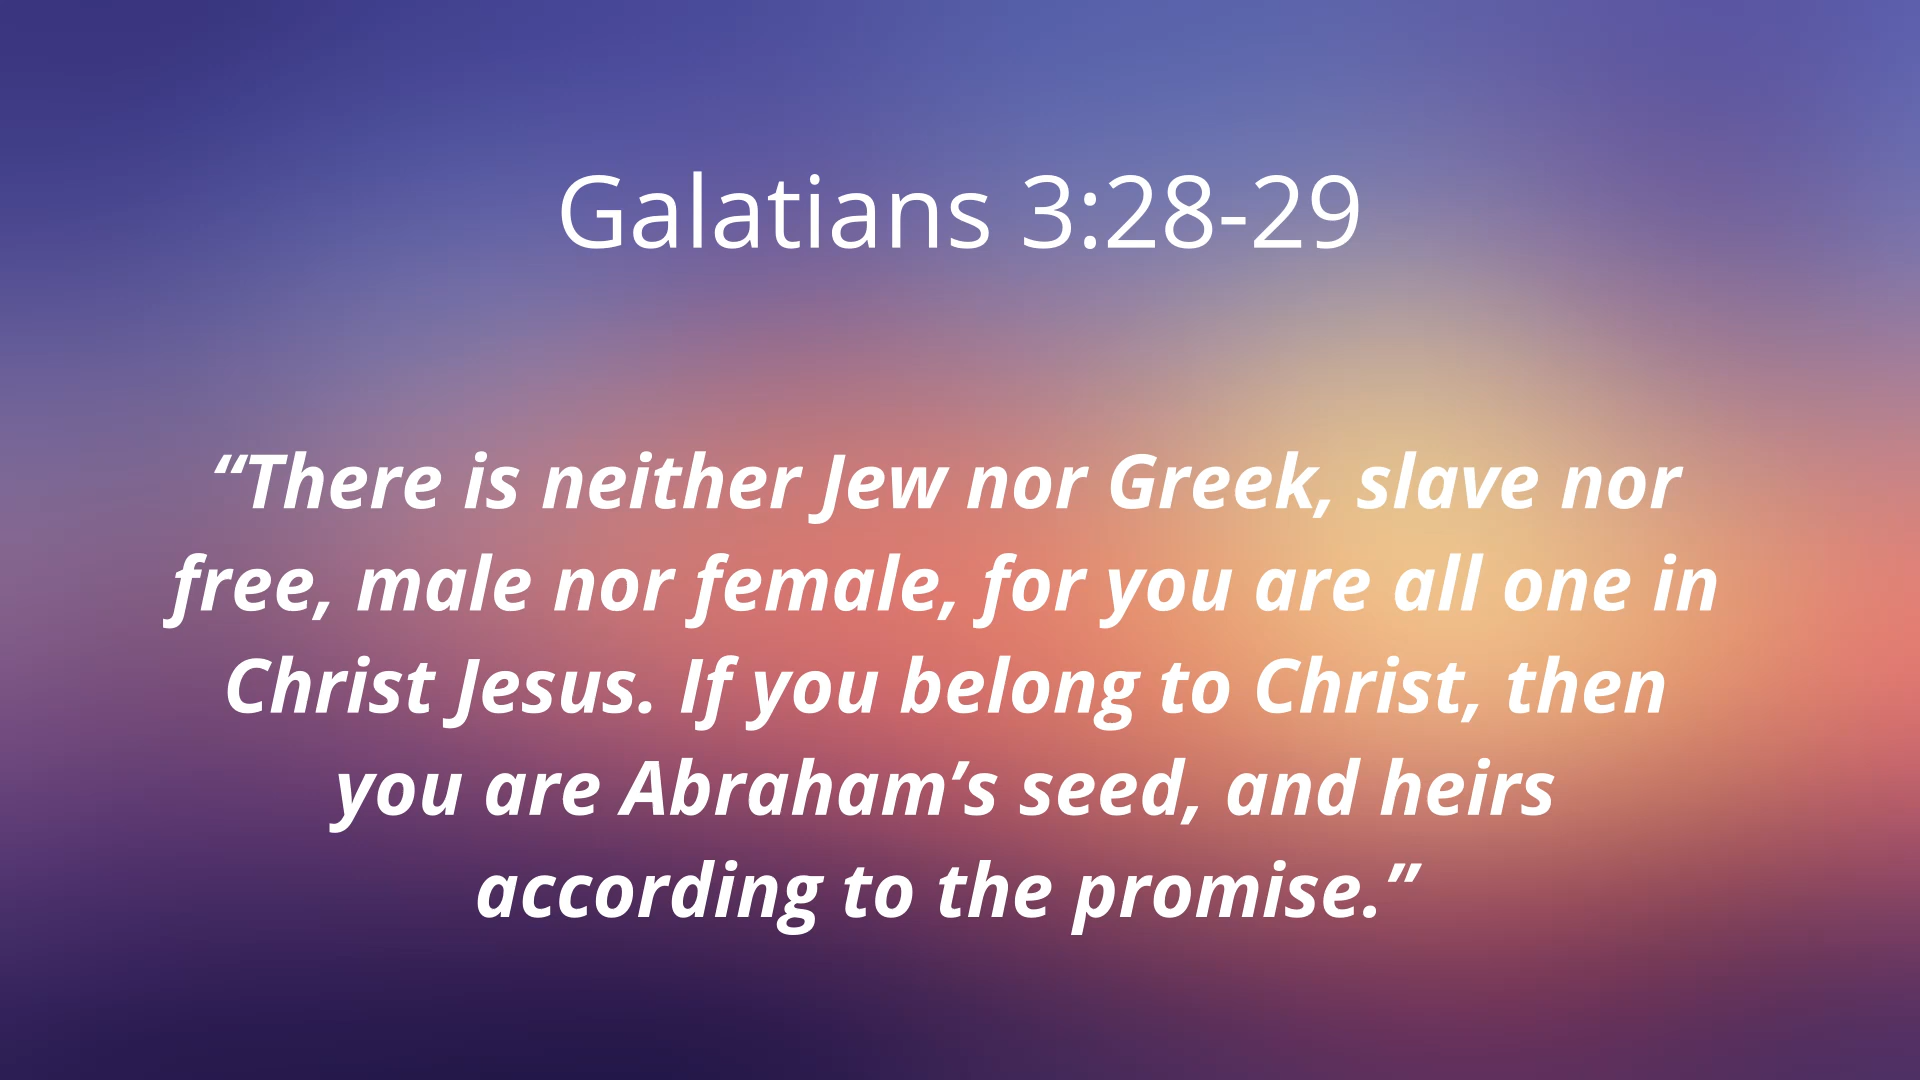 Galatians 3:28-29
“There is neither Jew nor Greek, slave nor
free, male nor female, for you are all one in
Christ Jesus. If you belong to Christ, then
you are Abraham’s seed, and heirs
according to the promise.”